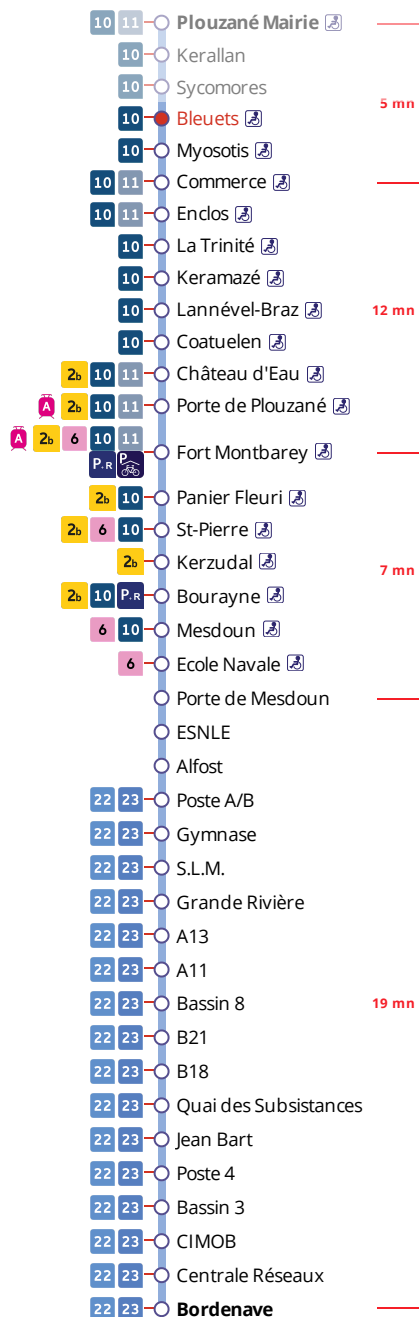 10 11 Plouzané Mairie
10 Kerallan
10 Sycomores
5 mn
10 Bleuets
10 Myosotis
10 11 Commerce
10 11 Enclos
10 La Trinité
10 Keramazé
10 Lannével-Braz
12 mn
10 Coatuelen
2b 10 11 Château d'Eau
A 2b 10 11 Porte de Plouzané
A 2b 6 10 11
P+R P Fort Montbarey
2b 10 Panier Fleuri
2b 6 10 St-Pierre
2b Kerzudal
7 mn
2b 10 P+R Bourayne
6 10 Mesdoun
6 Ecole Navale
Porte de Mesdoun
ESNLE
Alfost
22 23 Poste A/B
22 23 Gymnase
22 23 S.L.M.
22 23 Grande Rivière
22 23 A13
22 23 A11
22 23 Bassin 8
19 mn
22 23 B21
22 23 B18
22 23 Quai des Subsistances
22 23 Jean Bart
22 23 Poste 4
22 23 Bassin 3
22 23 CIMOB
22 23 Centrale Réseaux
22 23 Bordenave